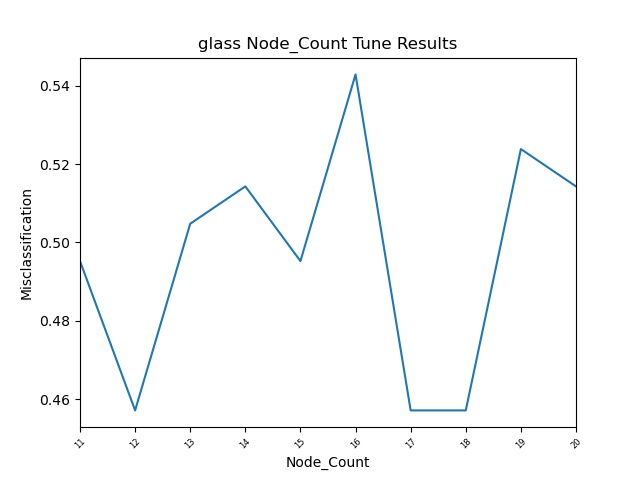 glass Node_Count Tune Results
0.54
0.52
0.50
0.48
0.46
Misclassification
11 12 13 14 15 16 17 18 19 20
Node_Count